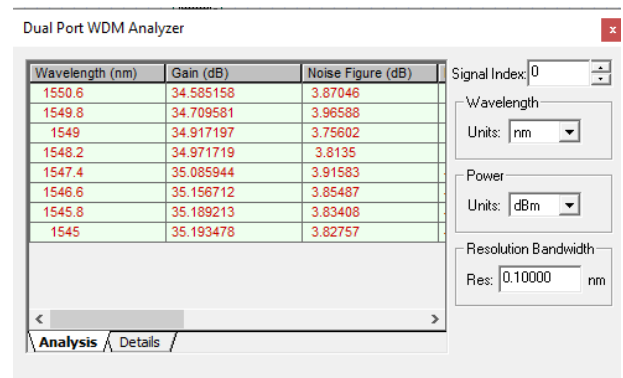 Dual Port WDM Analyzer
x
Wavelength (nm) Gain (dB) Noise Figure (dB)
1550.6 34.585158 3.87046
1549.8 34.709581 3.96588
1549 34.917197 3.75602
1548.2 34.971719 3.8135
1547.4 35.085944 3.91583
1546.6 35.156712 3.85487
1545.8 35.189213 3.83408
1545 35.193478 3.82757
Analysis Details
Signal Index: 0
Wavelength
Units: nm
Power
Units: dBm
Resolution Bandwidth
Res: 0.10000 nm